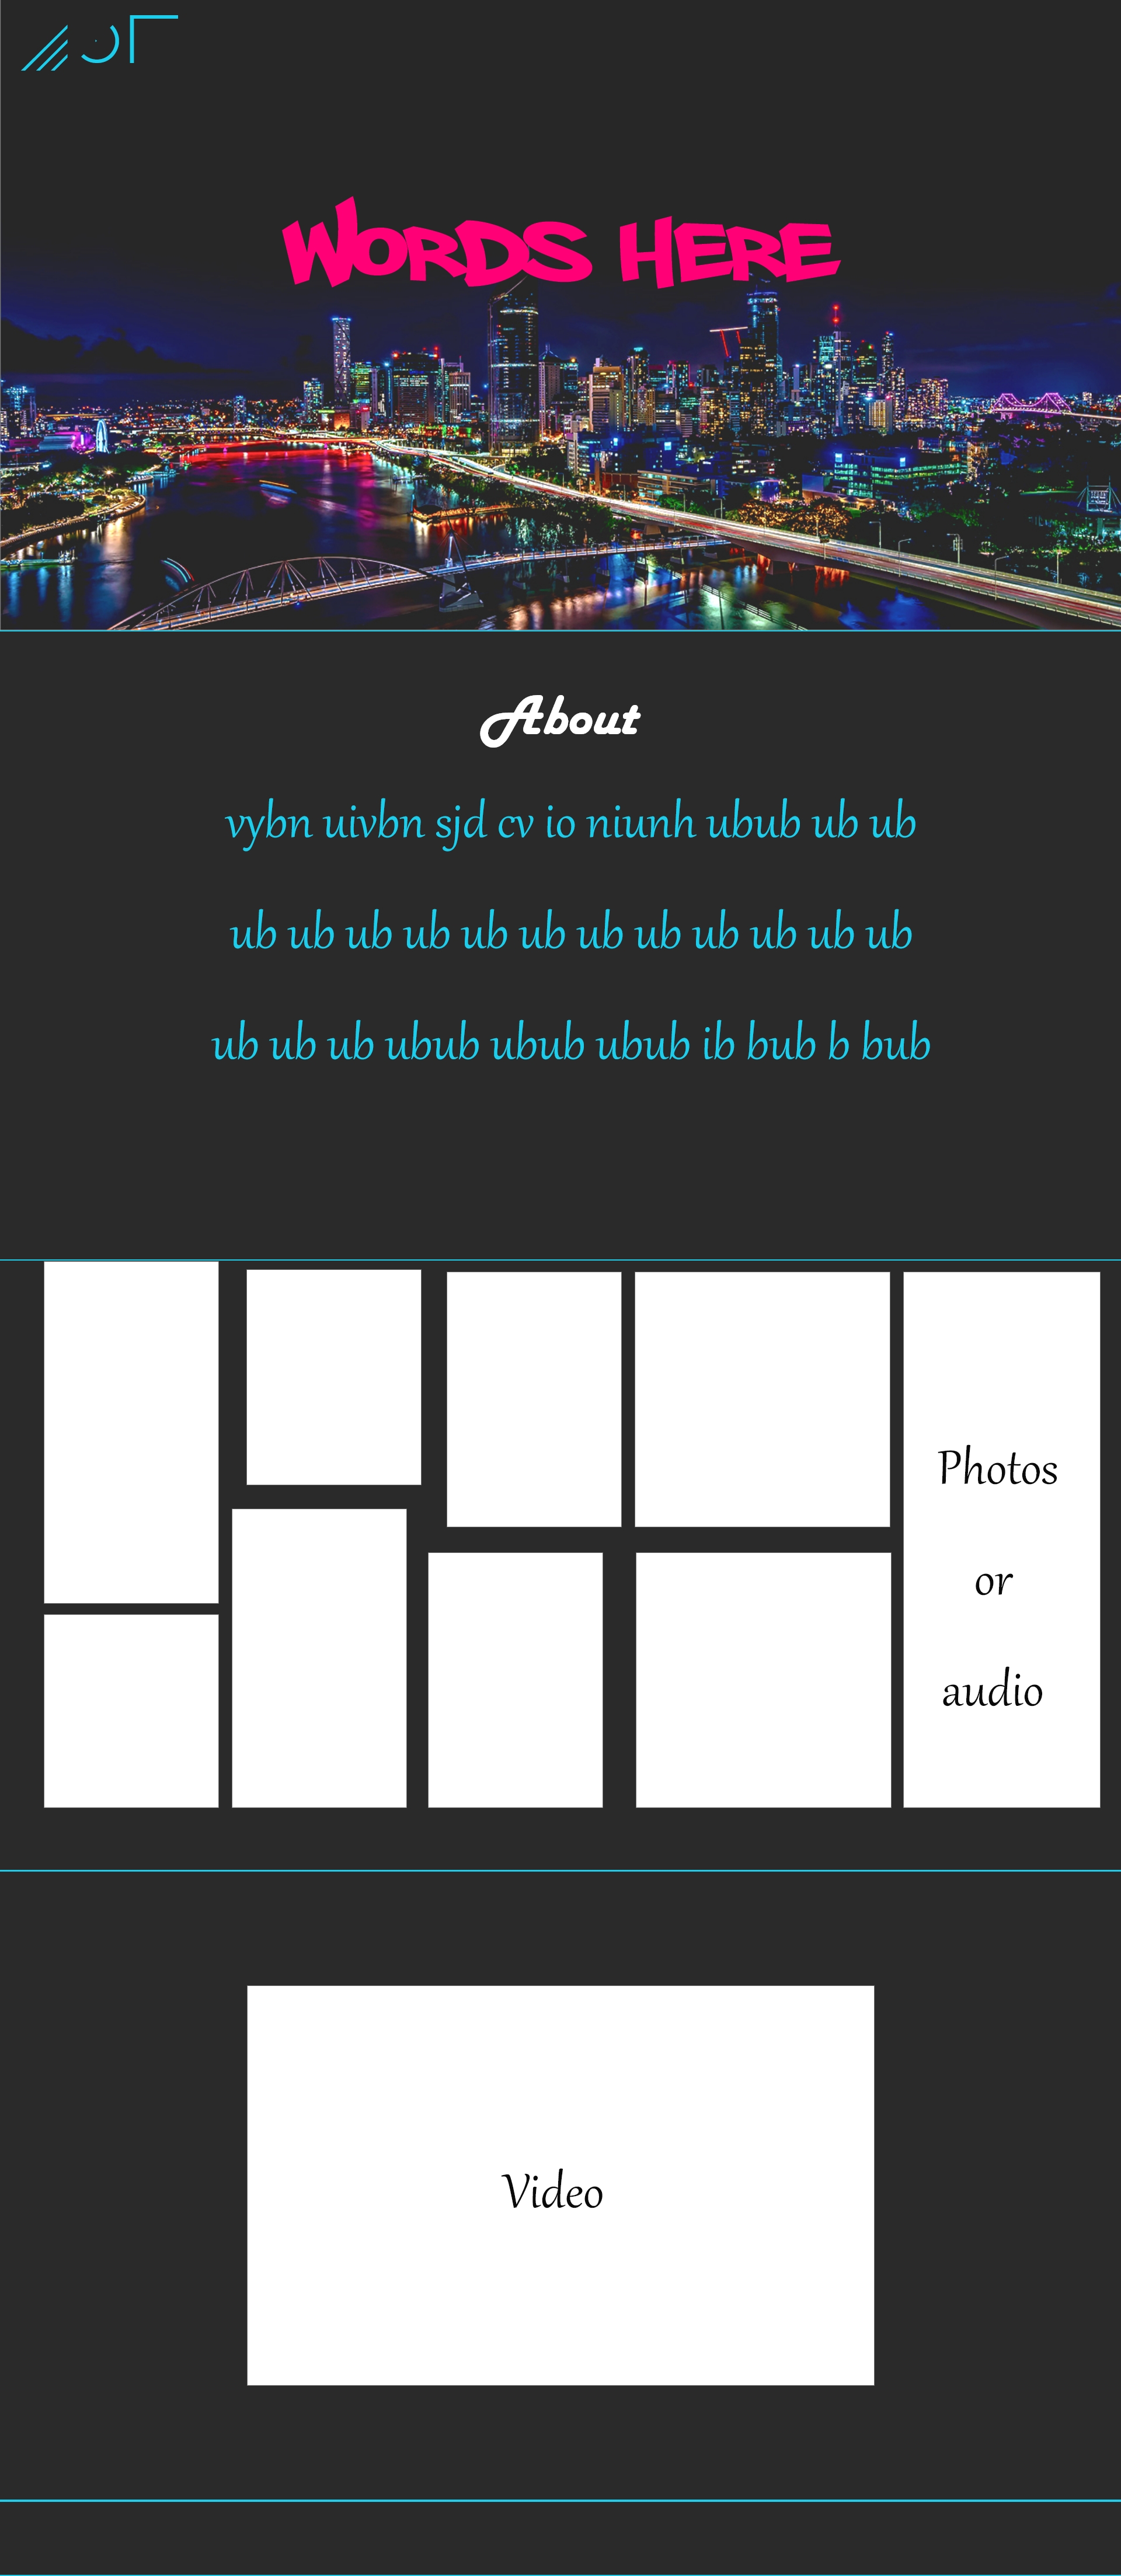 WORDS HERE
About
vybn uivbn sjd cv io niunh ubub ub ub
ub ub ub ub ub ub ub ub ub ub ub ub
ub ub ub ubub ubub ubub ib bub b bub
Photos
or
audio
Video